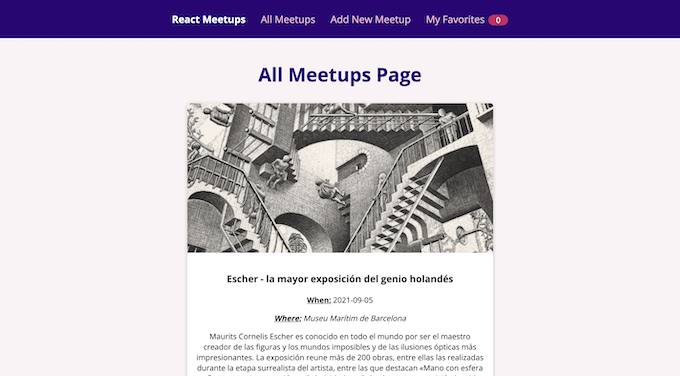 React Meetups All Meetups Add New Meetup My Favorites 0
All Meetups Page
Escher - la mayor exposición del genio holandés
When: 2021-09-05
Where: Museu Marítim de Barcelona
Maurits Cornelis Escher es conocido en todo el mundo por ser el maestro
creador de las figuras y los mundos imposibles y de las ilusiones ópticas más
impresionantes. La exposición reune más de 200 obras, entre ellas las realizadas
durante la etapa surrealista del artista, entre las que destacan «Mano con esfera